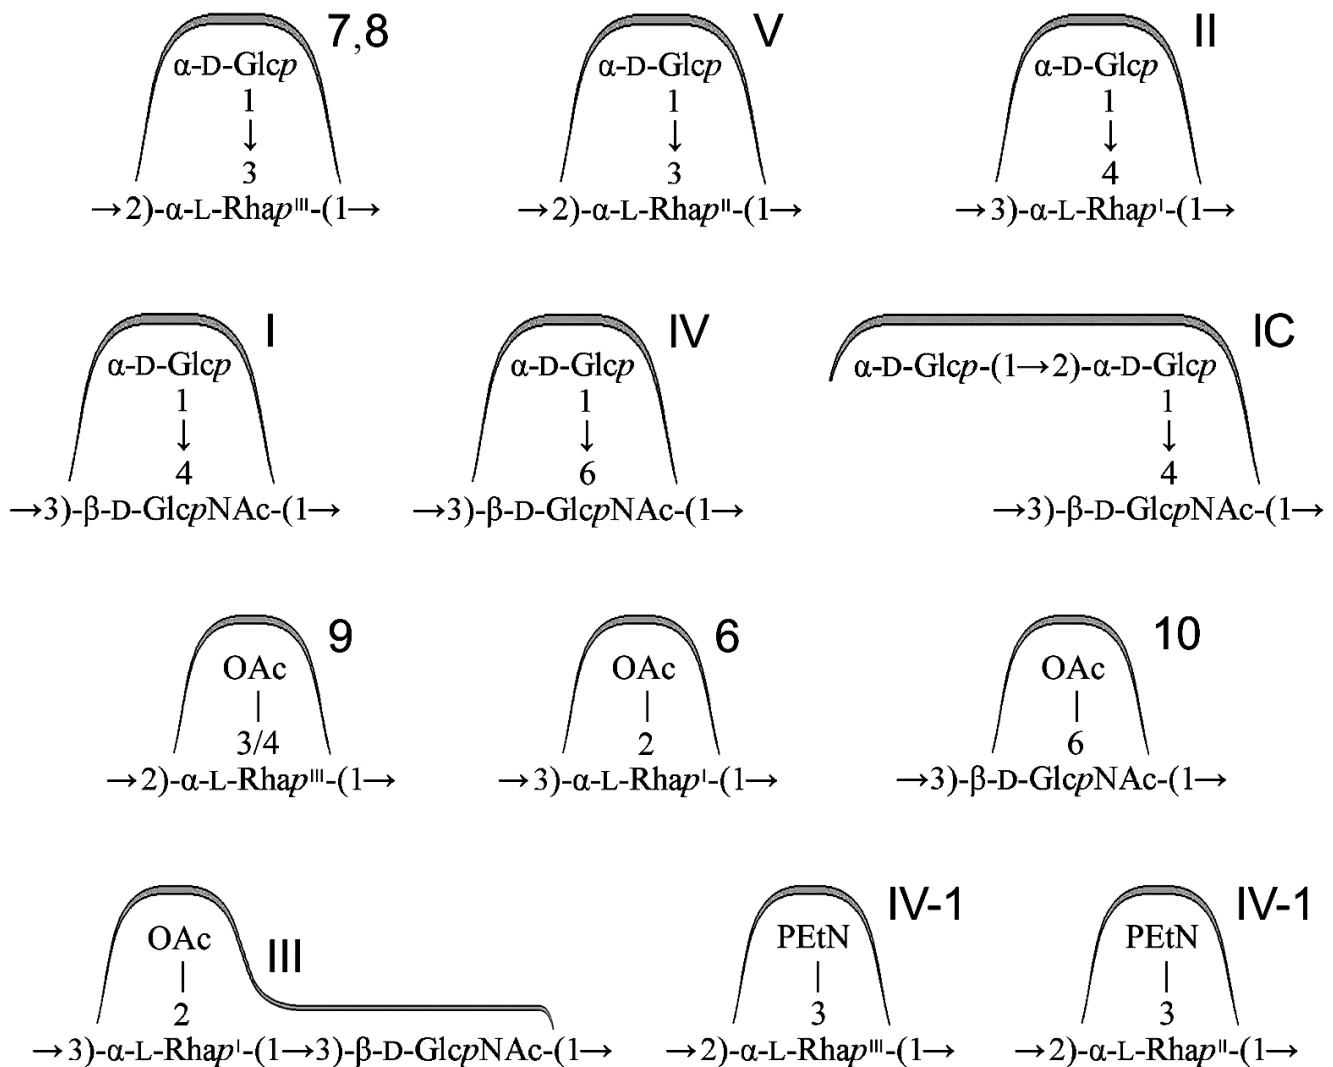 7,8 V II
α-D-Glcp α-D-Glcp α-D-Glcp
1 1 1
↓ ↓ ↓
3 3 4
→2)-α-L-Rhapᴵᴵᴵ-(1→ →2)-α-L-Rhapᴵᴵ-(1→ →3)-α-L-Rhapᴵ-(1→
I IV IC
α-D-Glcp α-D-Glcp α-D-Glcp-(1→2)-α-D-Glcp
1 1 1
↓ ↓ ↓
4 6 4
→3)-β-D-GlcpNAc-(1→ →3)-β-D-GlcpNAc-(1→ →3)-β-D-GlcpNAc-(1→
9 6 10
OAc OAc OAc
| | |
3/4 2 6
→2)-α-L-Rhapᴵᴵᴵ-(1→ →3)-α-L-Rhapᴵ-(1→ →3)-β-D-GlcpNAc-(1→
III IV-1 IV-1
OAc PEtN PEtN
| | |
2 3 3
→3)-α-L-Rhapᴵ-(1→3)-β-D-GlcpNAc-(1→ →2)-α-L-Rhapᴵᴵᴵ-(1→ →2)-α-L-Rhapᴵᴵ-(1→